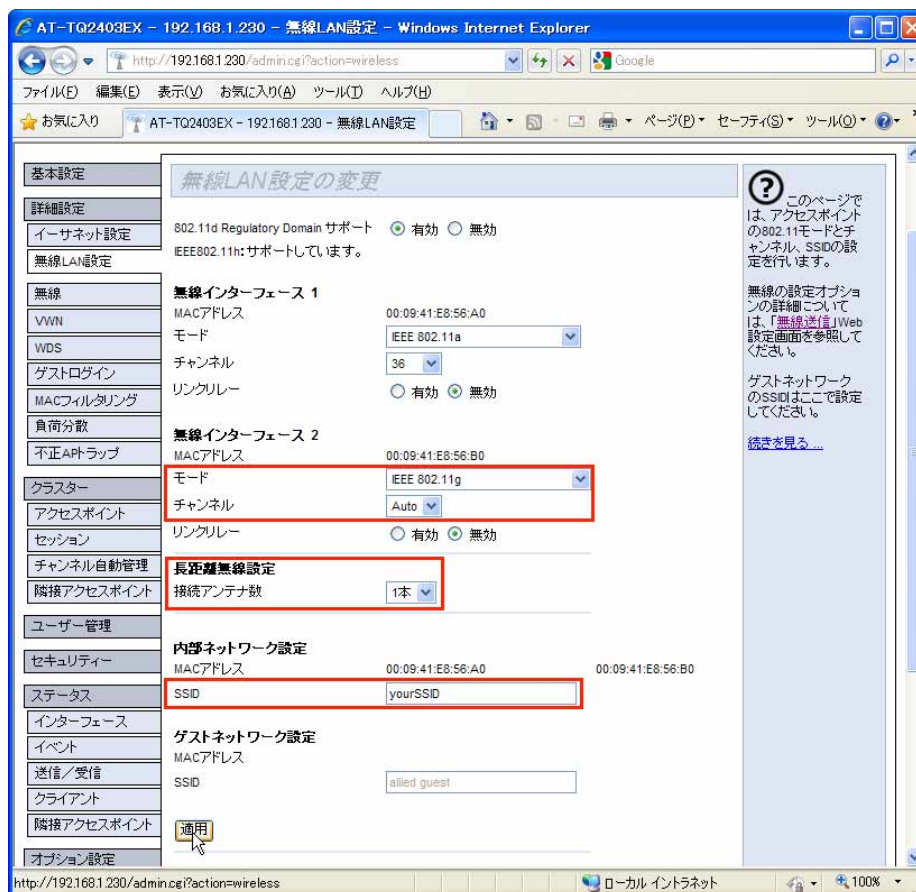 AT-TQ2403EX - 192.168.1.230 - 無線LAN設定 - Windows Internet Explorer
http://192.168.1.230/admin.cgi?action=wireless
Google
ファイル(F) 編集(E) 表示(V) お気に入り(A) ツール(T) ヘルプ(H)
お気に入り AT-TQ2403EX - 192.168.1.230 - 無線LAN設定 ページ(P) セーフティ(S) ツール(O)
基本設定
詳細設定
イーサネット設定
無線LAN設定
無線
VWN
WDS
ゲストログイン
MACフィルタリング
負荷分散
不正APトラップ
クラスター
アクセスポイント
セッション
チャンネル自動管理
隣接アクセスポイント
ユーザー管理
セキュリティー
ステータス
インターフェース
イベント
送信/受信
クライアント
隣接アクセスポイント
オプション設定
無線LAN設定の変更
802.11d Regulatory Domain サポート 有効 無効
IEEE802.11h:サポートしています。
無線インターフェース 1
MACアドレス 00:09:41:E8:56:A0
モード IEEE 802.11a
チャンネル 36
リンクリレー 有効 無効
無線インターフェース 2
MACアドレス 00:09:41:E8:56:B0
モード IEEE 802.11g
チャンネル Auto
リンクリレー 有効 無効
長距離無線設定
接続アンテナ数 1本
内部ネットワーク設定
MACアドレス 00:09:41:E8:56:A0 00:09:41:E8:56:B0
SSID yourSSID
ゲストネットワーク設定
MACアドレス
SSID allied guest
適用
?
このページで
は、アクセスポイント
の802.11モードとチ
ャンネル、SSIDの設
定を行います。
無線の設定オプショ
ンの詳細について
は、「無線送信」Web
設定画面を参照して
ください。
ゲストネットワーク
のSSIDはここで設定
してください。
続きを見る ...
http://192.168.1.230/admin.cgi?action=wireless ローカル イントラネット 100%